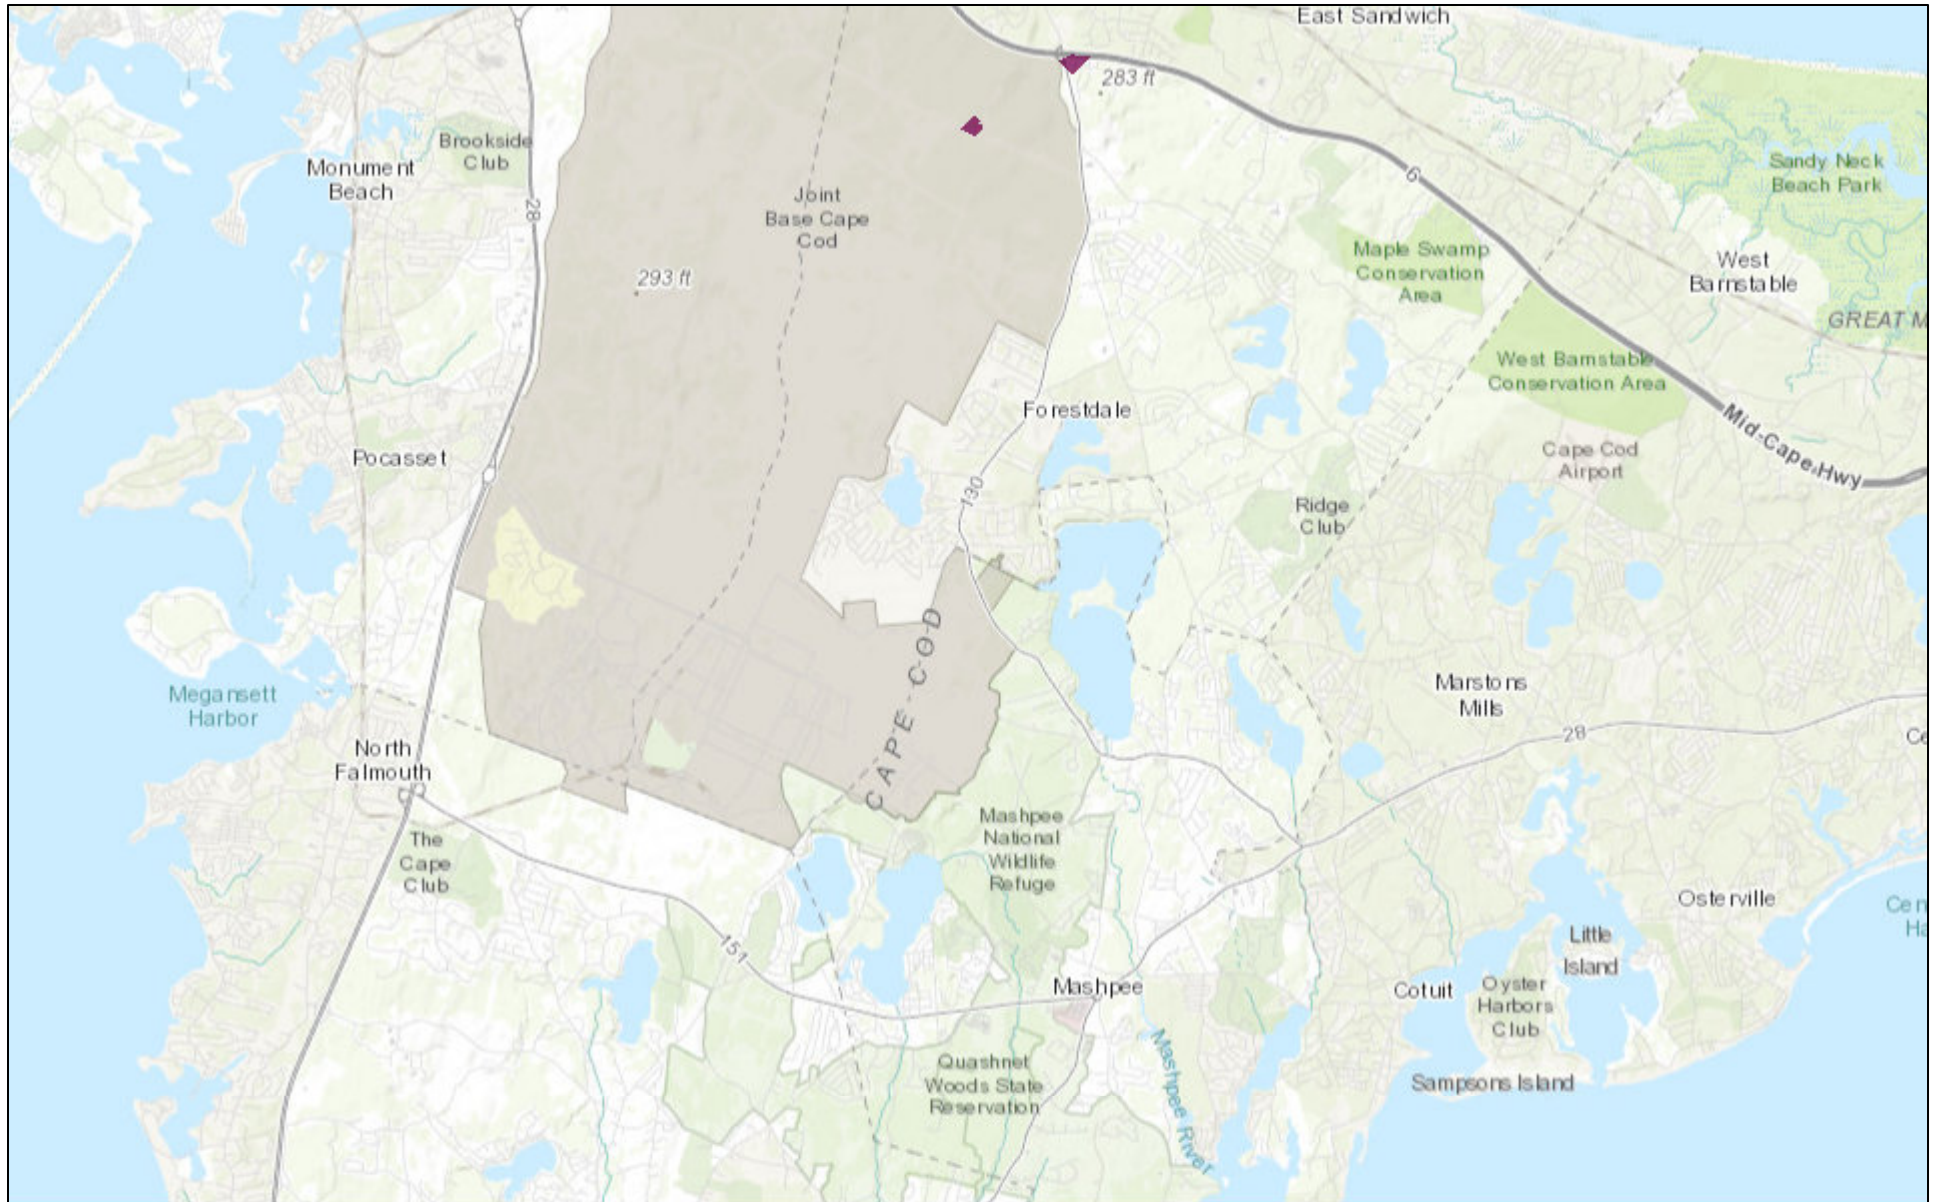 East Sandwich
283 ft
Brookside
Club
Monument
Beach
28
Joint
Base Cape
Cod
293 ft
6
Sandy Neck
Beach Park
Maple Swamp
Conservation
Area
West
Barnstable
GREAT M
West Barnstable
Conservation Area
Mid-Cape Hwy
Forestdale
Pocasset
Cape Cod
Airport
130
Ridge
Club
CAPE COD
Megansett
Harbor
Marstons
Mills
28
Ce
North
Falmouth
The
Cape
Club
Mashpee
National
Wildlife
Refuge
Osterville
Cen
Ha
Little
Island
151
Mashpee
Cotuit
Oyster
Harbors
Club
Quashnet
Woods State
Reservation
Mashpee River
Sampsons Island